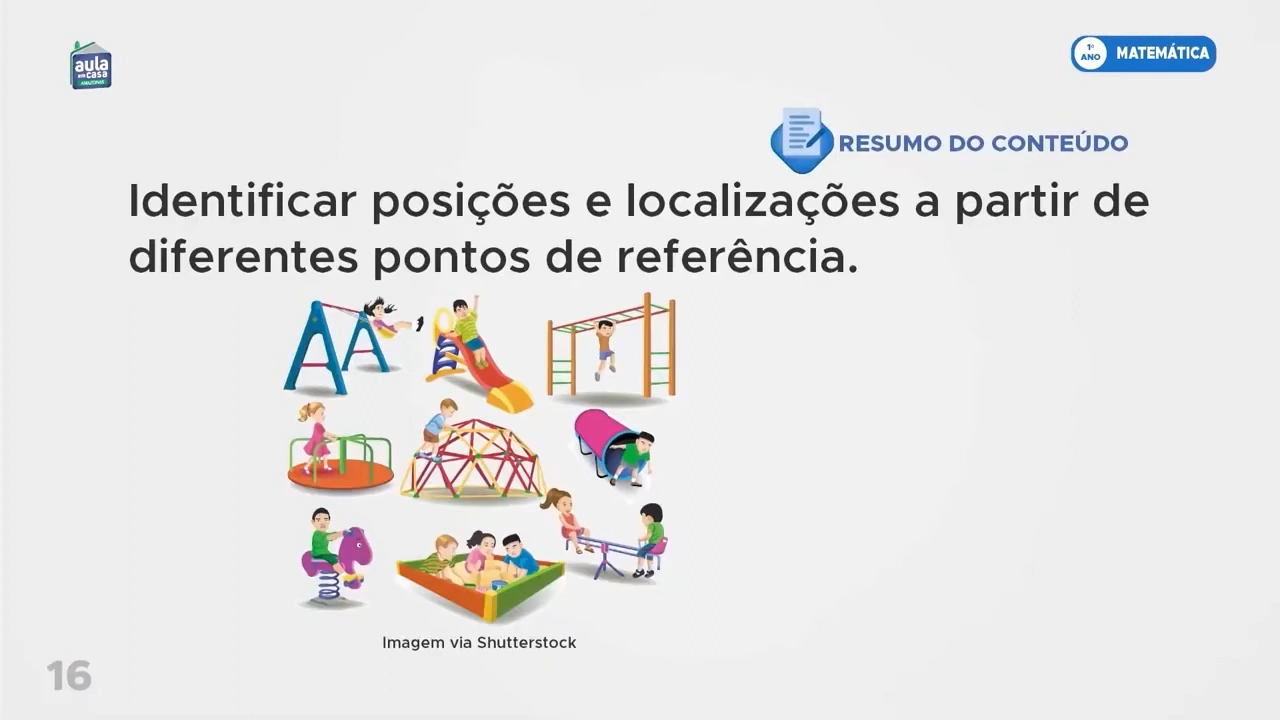 aula
em casa
AMAZONAS
1º
ANO
MATEMÁTICA
RESUMO DO CONTEÚDO
Identificar posições e localizações a partir de
diferentes pontos de referência.
Imagem via Shutterstock
16